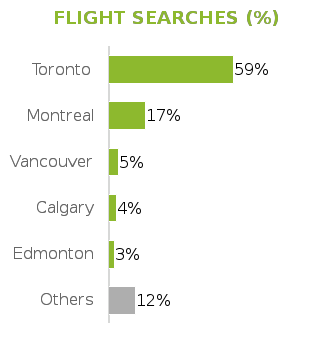 FLIGHT SEARCHES (%)
Toronto 59%
Montreal 17%
Vancouver 5%
Calgary 4%
Edmonton 3%
Others 12%